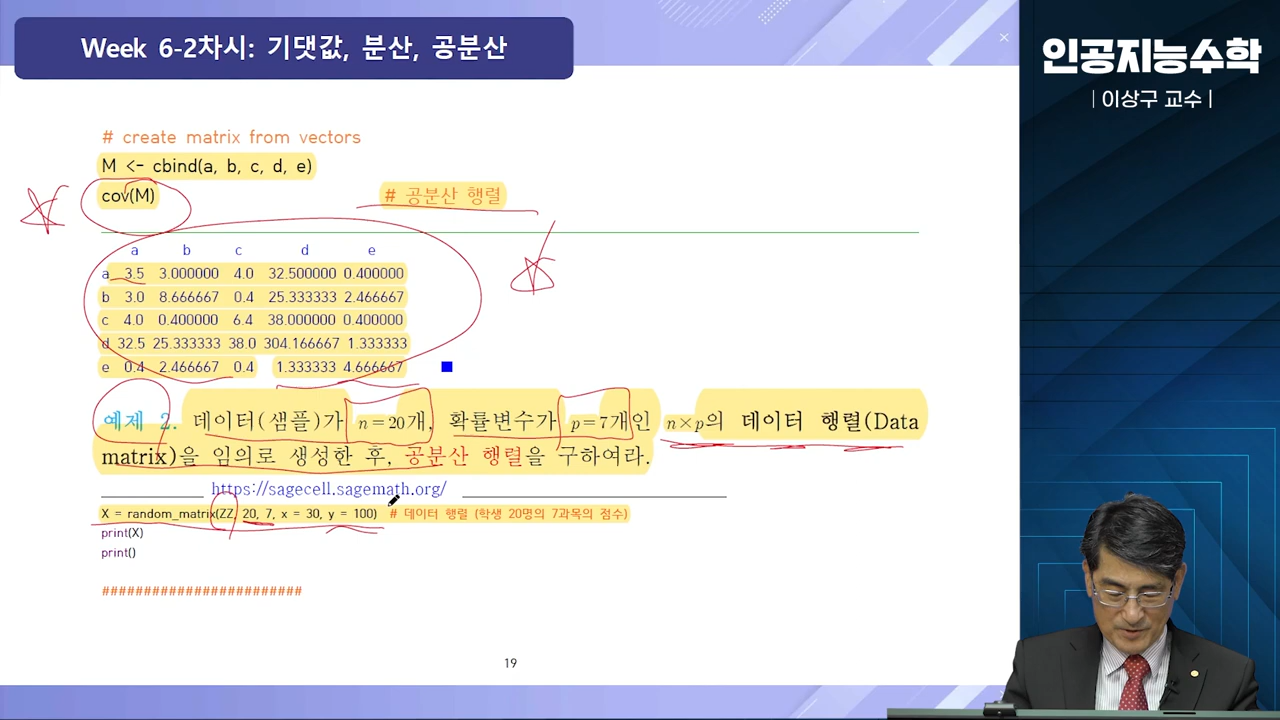 Week 6-2차시: 기댓값, 분산, 공분산
인공지능수학
| 이상구 교수 |
# create matrix from vectors
M <- cbind(a, b, c, d, e)
cov(M) # 공분산 행렬
a b c d e
a 3.5 3.000000 4.0 32.500000 0.400000
b 3.0 8.666667 0.4 25.333333 2.466667
c 4.0 0.400000 6.4 38.000000 0.400000
d 32.5 25.333333 38.0 304.166667 1.333333
e 0.4 2.466667 0.4 1.333333 4.666667
예제 2. 데이터(샘플)가 n=20개, 확률변수가 p=7개인 n×p의 데이터 행렬(Data
matrix)을 임의로 생성한 후, 공분산 행렬을 구하여라.
https://sagecell.sagemath.org/
X = random_matrix(ZZ, 20, 7, x = 30, y = 100) # 데이터 행렬 (학생 20명의 7과목의 점수)
print(X)
print()
########################
19